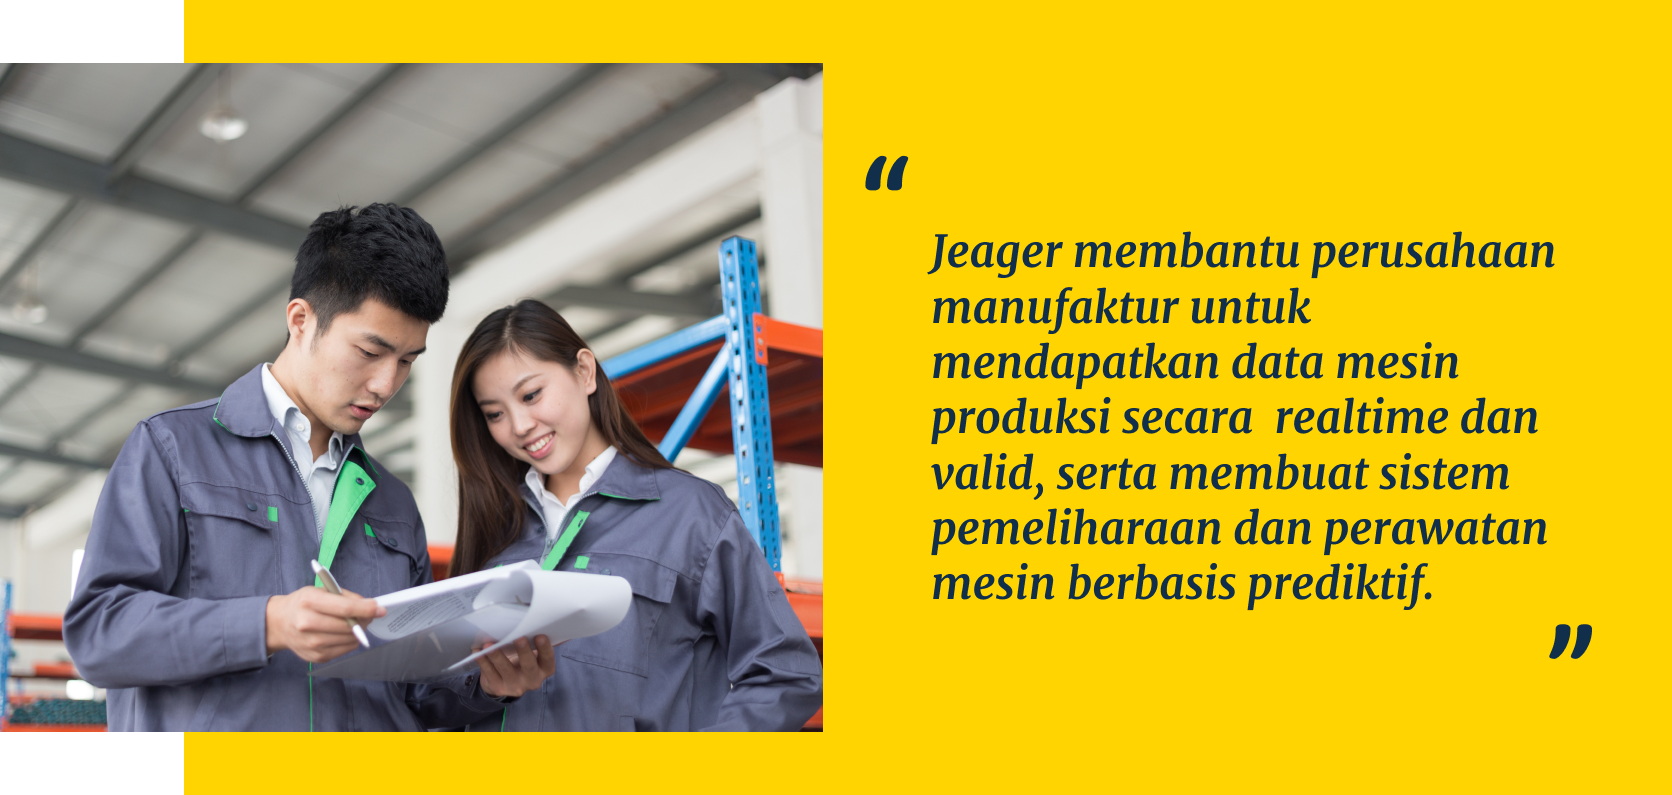 “
Jeager membantu perusahaan
manufaktur untuk
mendapatkan data mesin
produksi secara  realtime dan
valid, serta membuat sistem
pemeliharaan dan perawatan
mesin berbasis prediktif.
”